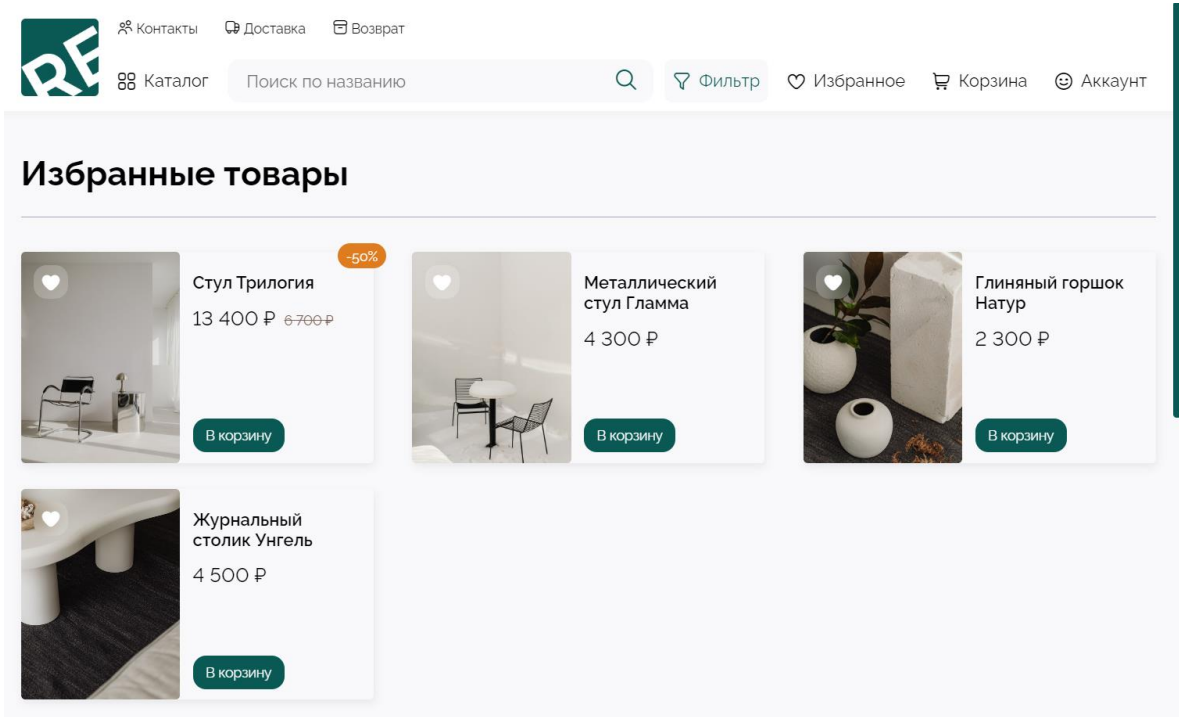 RE
Контакты Доставка Возврат
Каталог Поиск по названию Фильтр Избранное Корзина Аккаунт
Избранные товары
-50%
Стул Трилогия
13 400 ₽ 6 700 ₽
В корзину
Металлический
стул Гламма
4 300 ₽
В корзину
Глиняный горшок
Натур
2 300 ₽
В корзину
Журнальный
столик Унгель
4 500 ₽
В корзину